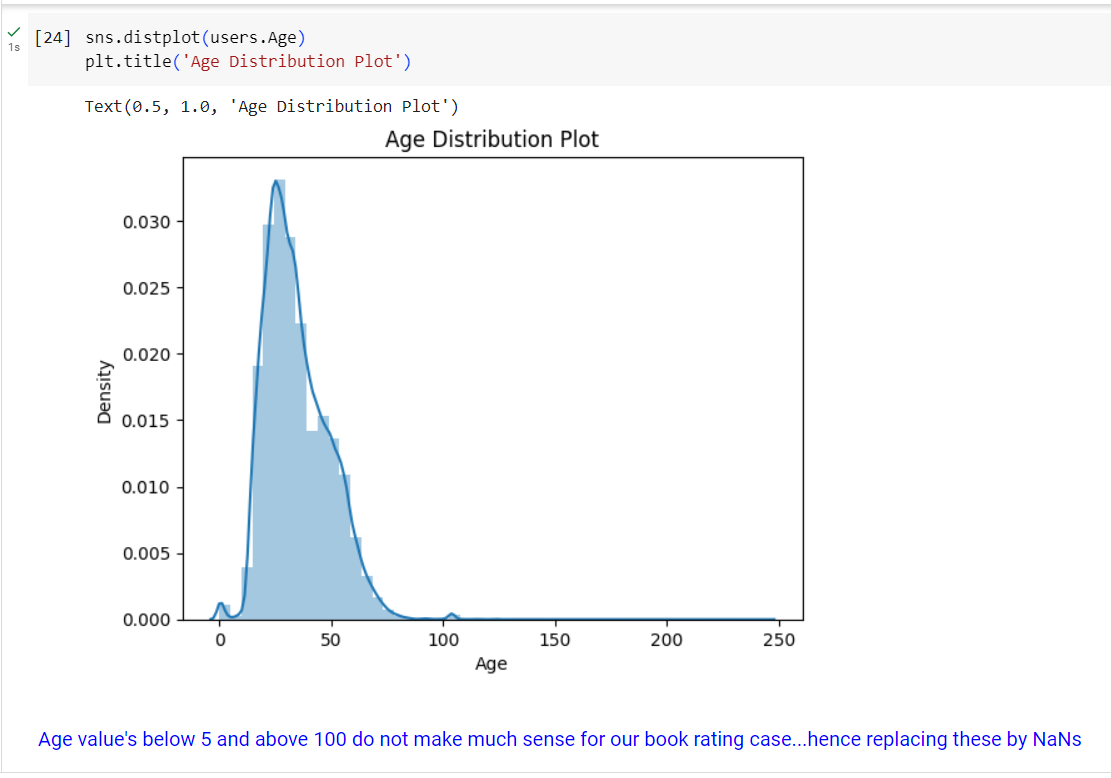 [24] sns.distplot(users.Age)
1s
plt.title('Age Distribution Plot')
Text(0.5, 1.0, 'Age Distribution Plot')
Age Distribution Plot
0.030
0.025
0.020
0.015
0.010
0.005
0.000
Density
0 50 100 150 200 250
Age
Age value's below 5 and above 100 do not make much sense for our book rating case...hence replacing these by NaNs